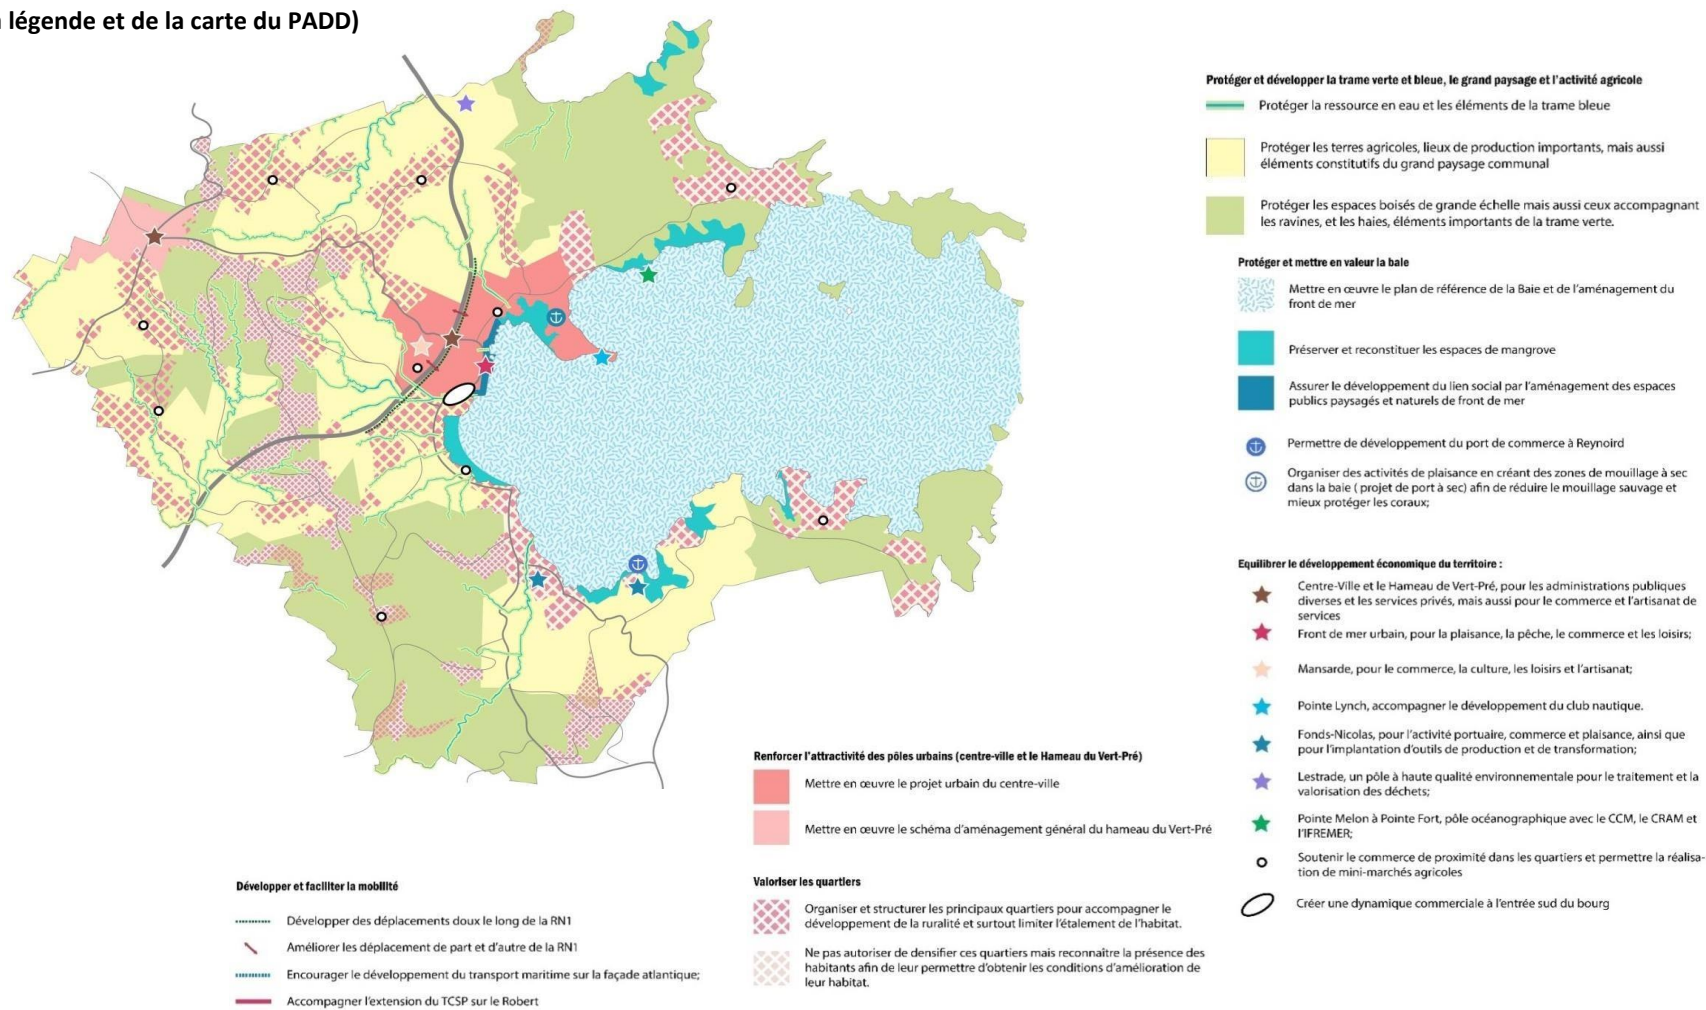 légende et de la carte du PADD)
Protéger et développer la trame verte et bleue, le grand paysage et l'activité agricole
Protéger la ressource en eau et les éléments de la trame bleue
Protéger les terres agricoles, lieux de production importants, mais aussi
éléments constitutifs du grand paysage communal
Protéger les espaces boisés de grande échelle mais aussi ceux accompagnant
les ravines, et les haies, éléments importants de la trame verte.
Protéger et mettre en valeur la baie
Mettre en œuvre le plan de référence de la Baie et de l'aménagement du
front de mer
Préserver et reconstituer les espaces de mangrove
Assurer le développement du lien social par l'aménagement des espaces
publics paysagés et naturels de front de mer
Permettre de développement du port de commerce à Reynoird
Organiser des activités de plaisance en créant des zones de mouillage à sec
dans la baie ( projet de port à sec) afin de réduire le mouillage sauvage et
mieux protéger les coraux;
Equilibrer le développement économique du territoire :
Centre-Ville et le Hameau de Vert-Pré, pour les administrations publiques
diverses et les services privés, mais aussi pour le commerce et l'artisanat de
services
Front de mer urbain, pour la plaisance, la pêche, le commerce et les loisirs;
Mansarde, pour le commerce, la culture, les loisirs et l'artisanat;
Pointe Lynch, accompagner le développement du club nautique.
Fonds-Nicolas, pour l'activité portuaire, commerce et plaisance, ainsi que
pour l'implantation d'outils de production et de transformation;
Lestrade, un pôle à haute qualité environnementale pour le traitement et la
valorisation des déchets;
Pointe Melon à Pointe Fort, pôle océanographique avec le CCM, le CRAM et
l'IFREMER;
Soutenir le commerce de proximité dans les quartiers et permettre la réalisa-
tion de mini-marchés agricoles
Créer une dynamique commerciale à l'entrée sud du bourg
Renforcer l'attractivité des pôles urbains (centre-ville et le Hameau du Vert-Pré)
Mettre en œuvre le projet urbain du centre-ville
Mettre en œuvre le schéma d'aménagement général du hameau du Vert-Pré
Valoriser les quartiers
Organiser et structurer les principaux quartiers pour accompagner le
développement de la ruralité et surtout limiter l'étalement de l'habitat.
Ne pas autoriser de densifier ces quartiers mais reconnaître la présence des
habitants afin de leur permettre d'obtenir les conditions d'amélioration de
leur habitat.
Développer et faciliter la mobilité
Développer des déplacements doux le long de la RN1
Améliorer les déplacement de part et d'autre de la RN1
Encourager le développement du transport maritime sur la façade atlantique;
Accompagner l'extension du TCSP sur le Robert